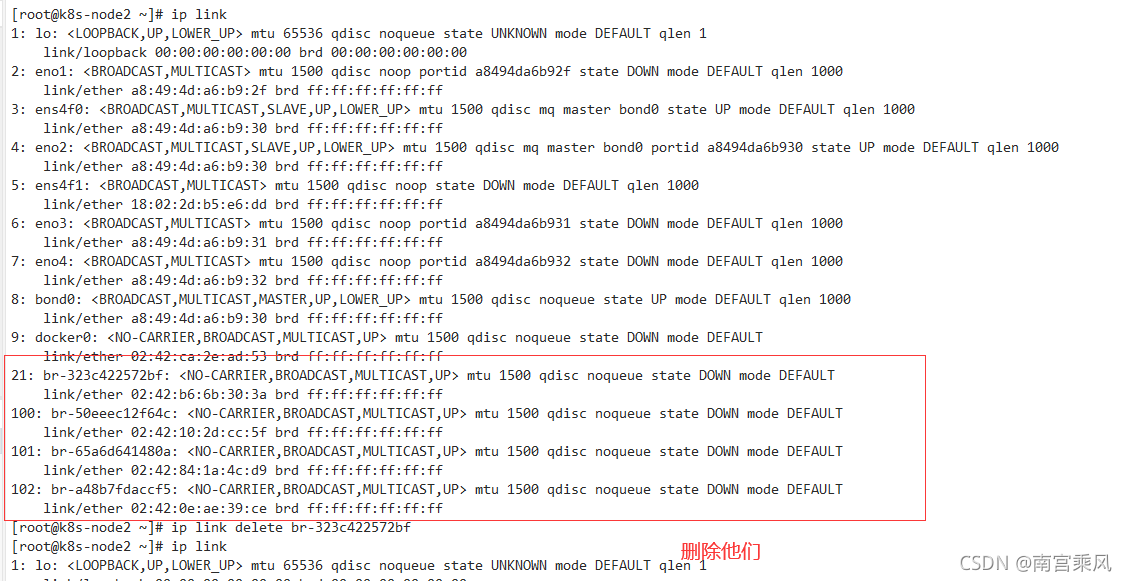 [root@k8s-node2 ~]# ip link
1: lo: <LOOPBACK,UP,LOWER_UP> mtu 65536 qdisc noqueue state UNKNOWN mode DEFAULT qlen 1
    link/loopback 00:00:00:00:00:00 brd 00:00:00:00:00:00
2: eno1: <BROADCAST,MULTICAST> mtu 1500 qdisc noop portid a8494da6b92f state DOWN mode DEFAULT qlen 1000
    link/ether a8:49:4d:a6:b9:2f brd ff:ff:ff:ff:ff:ff
3: ens4f0: <BROADCAST,MULTICAST,SLAVE,UP,LOWER_UP> mtu 1500 qdisc mq master bond0 state UP mode DEFAULT qlen 1000
    link/ether a8:49:4d:a6:b9:30 brd ff:ff:ff:ff:ff:ff
4: eno2: <BROADCAST,MULTICAST,SLAVE,UP,LOWER_UP> mtu 1500 qdisc mq master bond0 portid a8494da6b930 state UP mode DEFAULT qlen 1000
    link/ether a8:49:4d:a6:b9:30 brd ff:ff:ff:ff:ff:ff
5: ens4f1: <BROADCAST,MULTICAST> mtu 1500 qdisc noop state DOWN mode DEFAULT qlen 1000
    link/ether 18:02:2d:b5:e6:dd brd ff:ff:ff:ff:ff:ff
6: eno3: <BROADCAST,MULTICAST> mtu 1500 qdisc noop portid a8494da6b931 state DOWN mode DEFAULT qlen 1000
    link/ether a8:49:4d:a6:b9:31 brd ff:ff:ff:ff:ff:ff
7: eno4: <BROADCAST,MULTICAST> mtu 1500 qdisc noop portid a8494da6b932 state DOWN mode DEFAULT qlen 1000
    link/ether a8:49:4d:a6:b9:32 brd ff:ff:ff:ff:ff:ff
8: bond0: <BROADCAST,MULTICAST,MASTER,UP,LOWER_UP> mtu 1500 qdisc noqueue state UP mode DEFAULT qlen 1000
    link/ether a8:49:4d:a6:b9:30 brd ff:ff:ff:ff:ff:ff
9: docker0: <NO-CARRIER,BROADCAST,MULTICAST,UP> mtu 1500 qdisc noqueue state DOWN mode DEFAULT
    link/ether 02:42:ca:2e:ad:53 brd ff:ff:ff:ff:ff:ff
21: br-323c422572bf: <NO-CARRIER,BROADCAST,MULTICAST,UP> mtu 1500 qdisc noqueue state DOWN mode DEFAULT
    link/ether 02:42:b6:6b:30:3a brd ff:ff:ff:ff:ff:ff
100: br-50eeec12f64c: <NO-CARRIER,BROADCAST,MULTICAST,UP> mtu 1500 qdisc noqueue state DOWN mode DEFAULT
    link/ether 02:42:10:2d:cc:5f brd ff:ff:ff:ff:ff:ff
101: br-65a6d641480a: <NO-CARRIER,BROADCAST,MULTICAST,UP> mtu 1500 qdisc noqueue state DOWN mode DEFAULT
    link/ether 02:42:84:1a:4c:d9 brd ff:ff:ff:ff:ff:ff
102: br-a48b7fdaccf5: <NO-CARRIER,BROADCAST,MULTICAST,UP> mtu 1500 qdisc noqueue state DOWN mode DEFAULT
    link/ether 02:42:0e:ae:39:ce brd ff:ff:ff:ff:ff:ff
[root@k8s-node2 ~]# ip link delete br-323c422572bf
[root@k8s-node2 ~]# ip link
删除他们
1: lo: <LOOPBACK,UP,LOWER_UP> mtu 65536 qdisc noqueue state UNKNOWN mode DEFAULT qlen 1
CSDN @南宫乘风